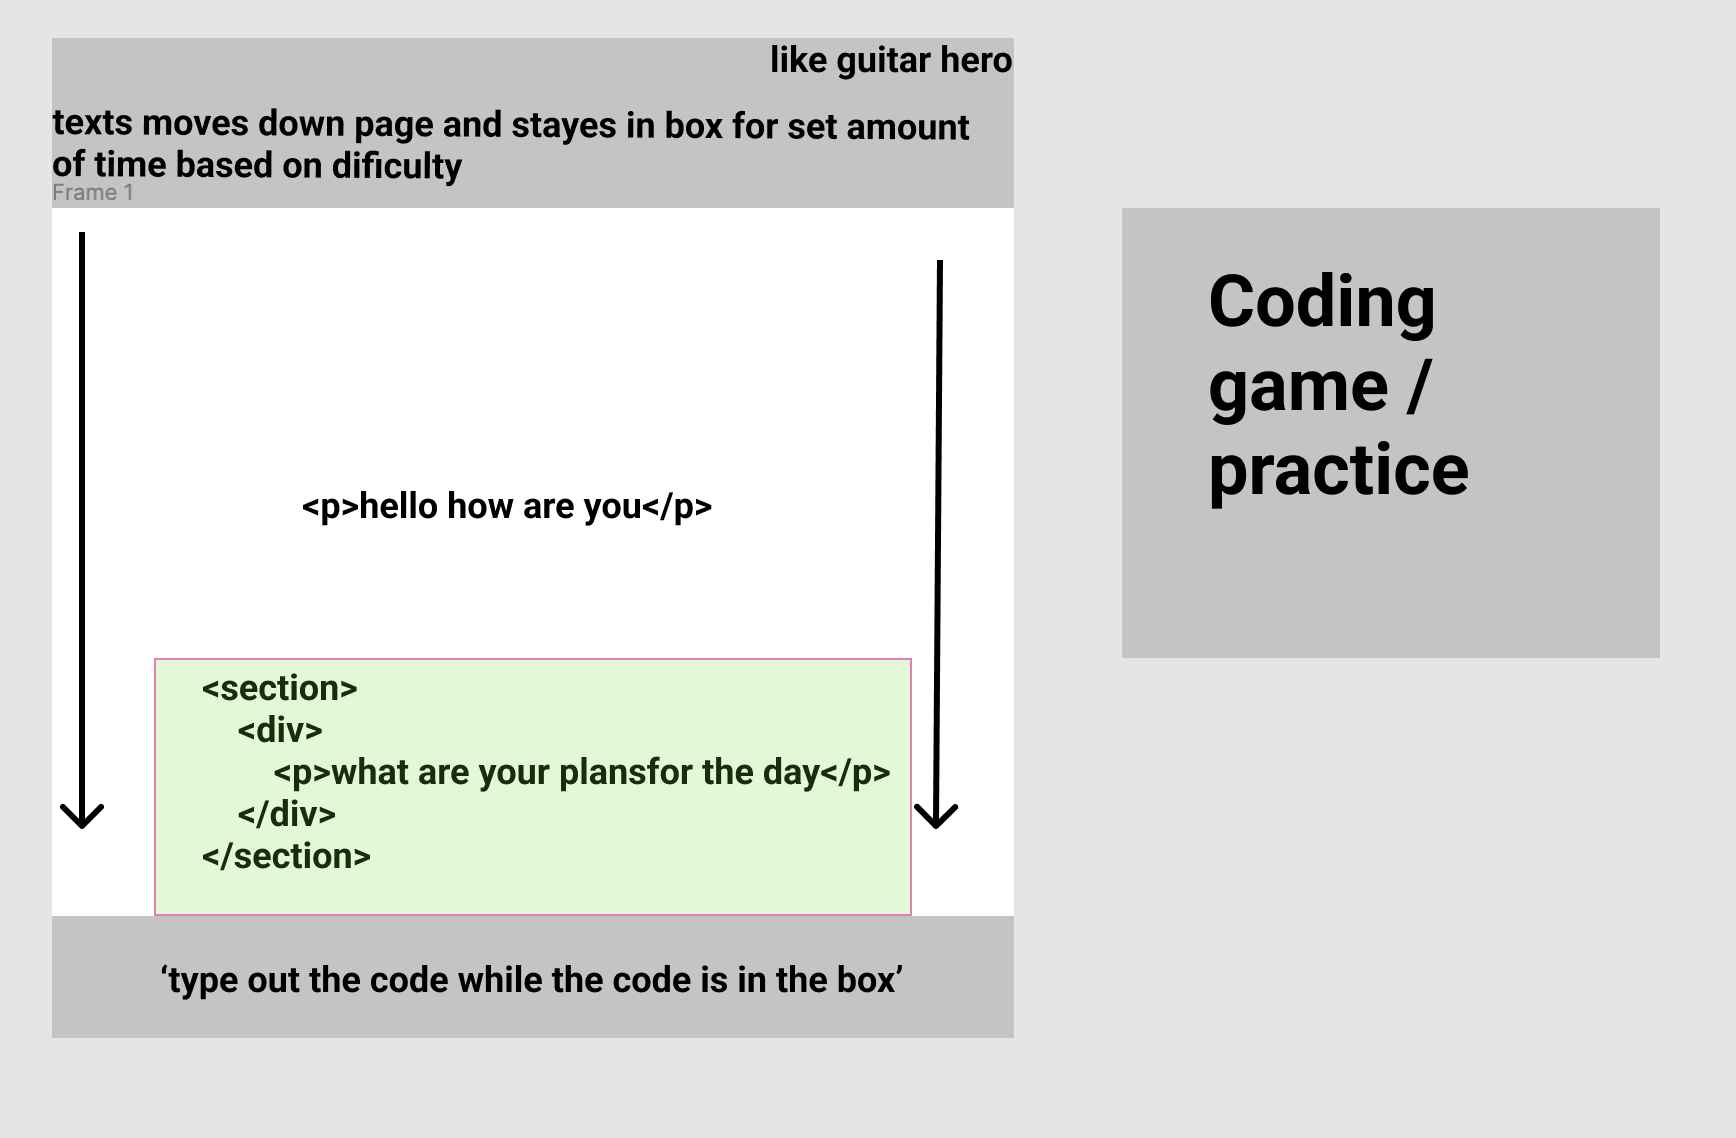 like guitar hero
texts moves down page and stayes in box for set amount
of time based on dificulty
Frame 1
<p>hello how are you</p>
<section>
<div>
<p>what are your plansfor the day</p>
</div>
</section>
‘type out the code while the code is in the box’
Coding
game /
practice